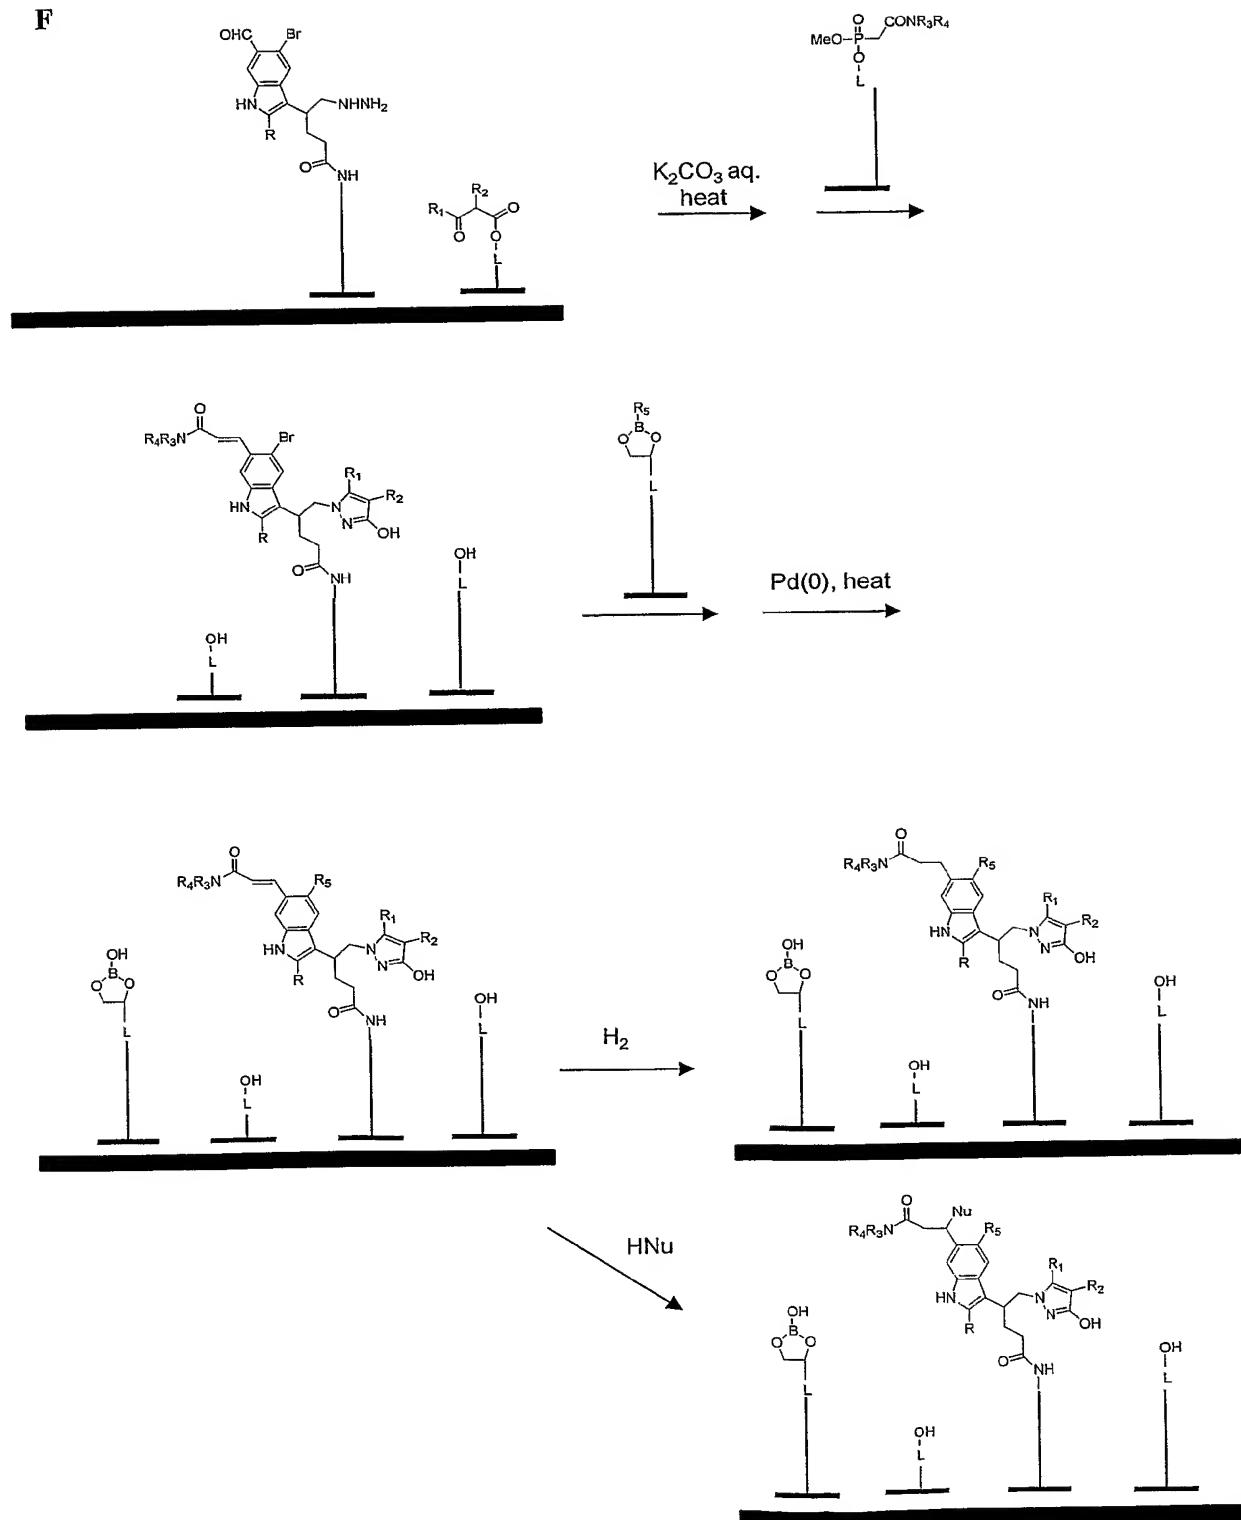 F
OHC Br
HN NHNH₂
R
O NH
R₁ R₂ O
O O
L
K₂CO₃ aq.
heat
O CONR₃R₄
MeO-P
O
L
O
R₄R₃N Br
R₁
R₂
HN N
N
R OH
O NH
OH
L
OH
L
R₅
B
O O
L
Pd(0), heat
O
R₄R₃N R₅
R₁
R₂
HN N
N
R OH
O NH
OH
B
O O
L
OH
L
OH
L
H₂
O
R₄R₃N R₅
R₁
R₂
HN N
N
R OH
O NH
OH
B
O O
L
OH
L
OH
L
HNu
O Nu
R₄R₃N R₅
R₁
R₂
HN N
N
R OH
O NH
OH
B
O O
L
OH
L
OH
L